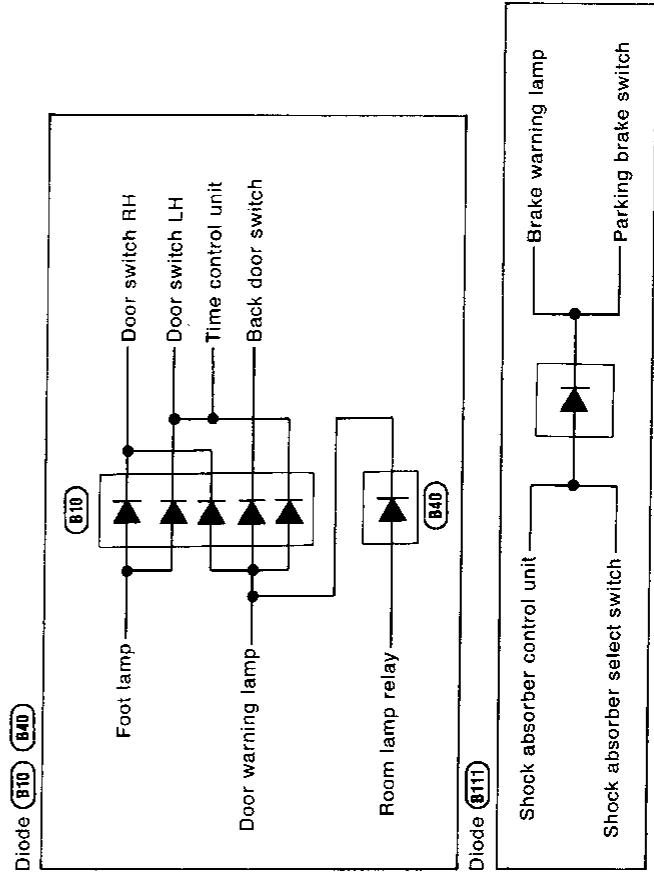 Diode B10 B40
B10
Foot lamp
Door switch RH
Door switch LH
Time control unit
Door warning lamp
Back door switch
Room lamp relay
B40
Diode B111
Shock absorber control unit
Brake warning lamp
Shock absorber select switch
Parking brake switch